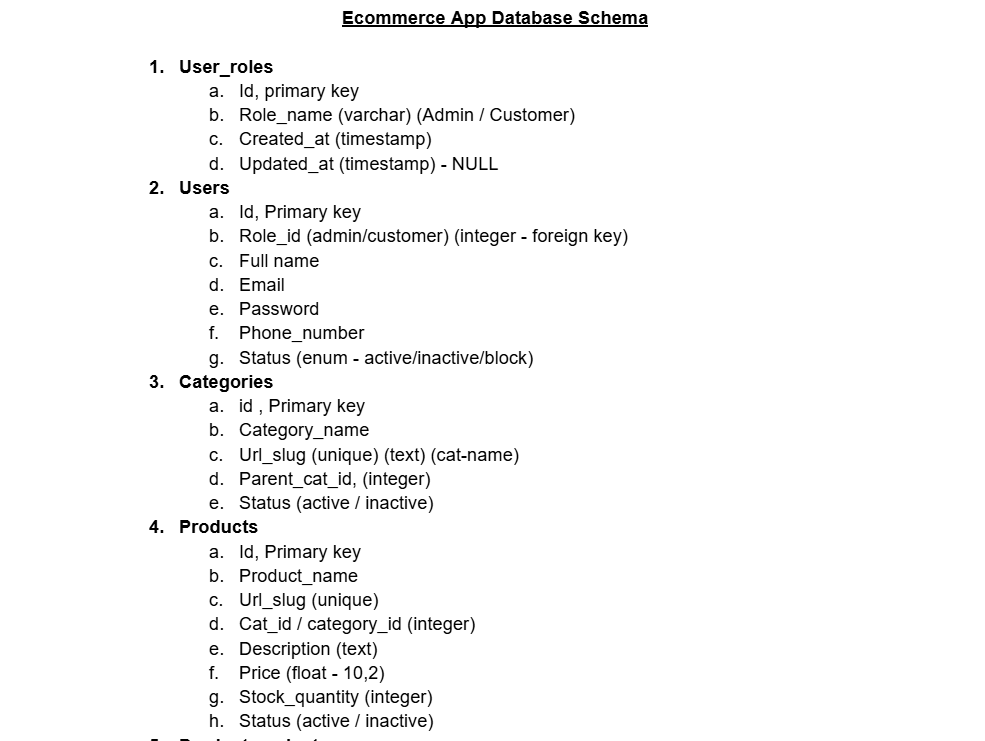 Ecommerce App Database Schema
1. User_roles
a. Id, primary key
b. Role_name (varchar) (Admin / Customer)
c. Created_at (timestamp)
d. Updated_at (timestamp) - NULL
2. Users
a. Id, Primary key
b. Role_id (admin/customer) (integer - foreign key)
c. Full name
d. Email
e. Password
f. Phone_number
g. Status (enum - active/inactive/block)
3. Categories
a. id , Primary key
b. Category_name
c. Url_slug (unique) (text) (cat-name)
d. Parent_cat_id, (integer)
e. Status (active / inactive)
4. Products
a. Id, Primary key
b. Product_name
c. Url_slug (unique)
d. Cat_id / category_id (integer)
e. Description (text)
f. Price (float - 10,2)
g. Stock_quantity (integer)
h. Status (active / inactive)